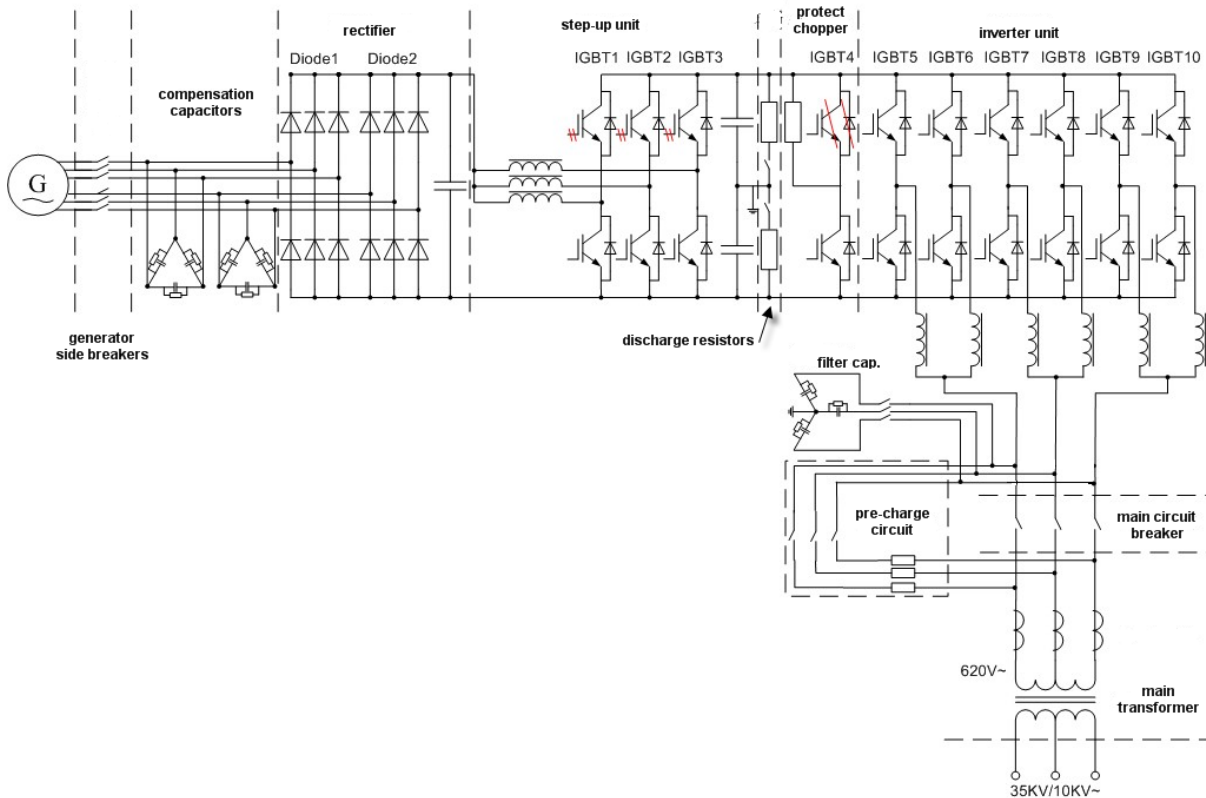 protect
chopper
rectifier
step-up unit
inverter unit
Diode1
Diode2
IGBT1
IGBT2
IGBT3
IGBT4
IGBT5
IGBT6
IGBT7
IGBT8
IGBT9
IGBT10
compensation
capacitors
G
generator
side breakers
discharge resistors
filter cap.
pre-charge
circuit
main circuit
breaker
620V~
main
transformer
35KV/10KV~